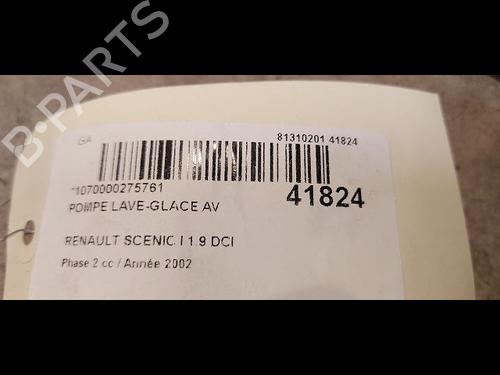 B-PARTS
GA 81310201 41824
*1070000275761 41824
POMPE LAVE-GLACE AV
RENAULT SCENIC I 1.9 DCI
Phase 2 cc / Année 2002